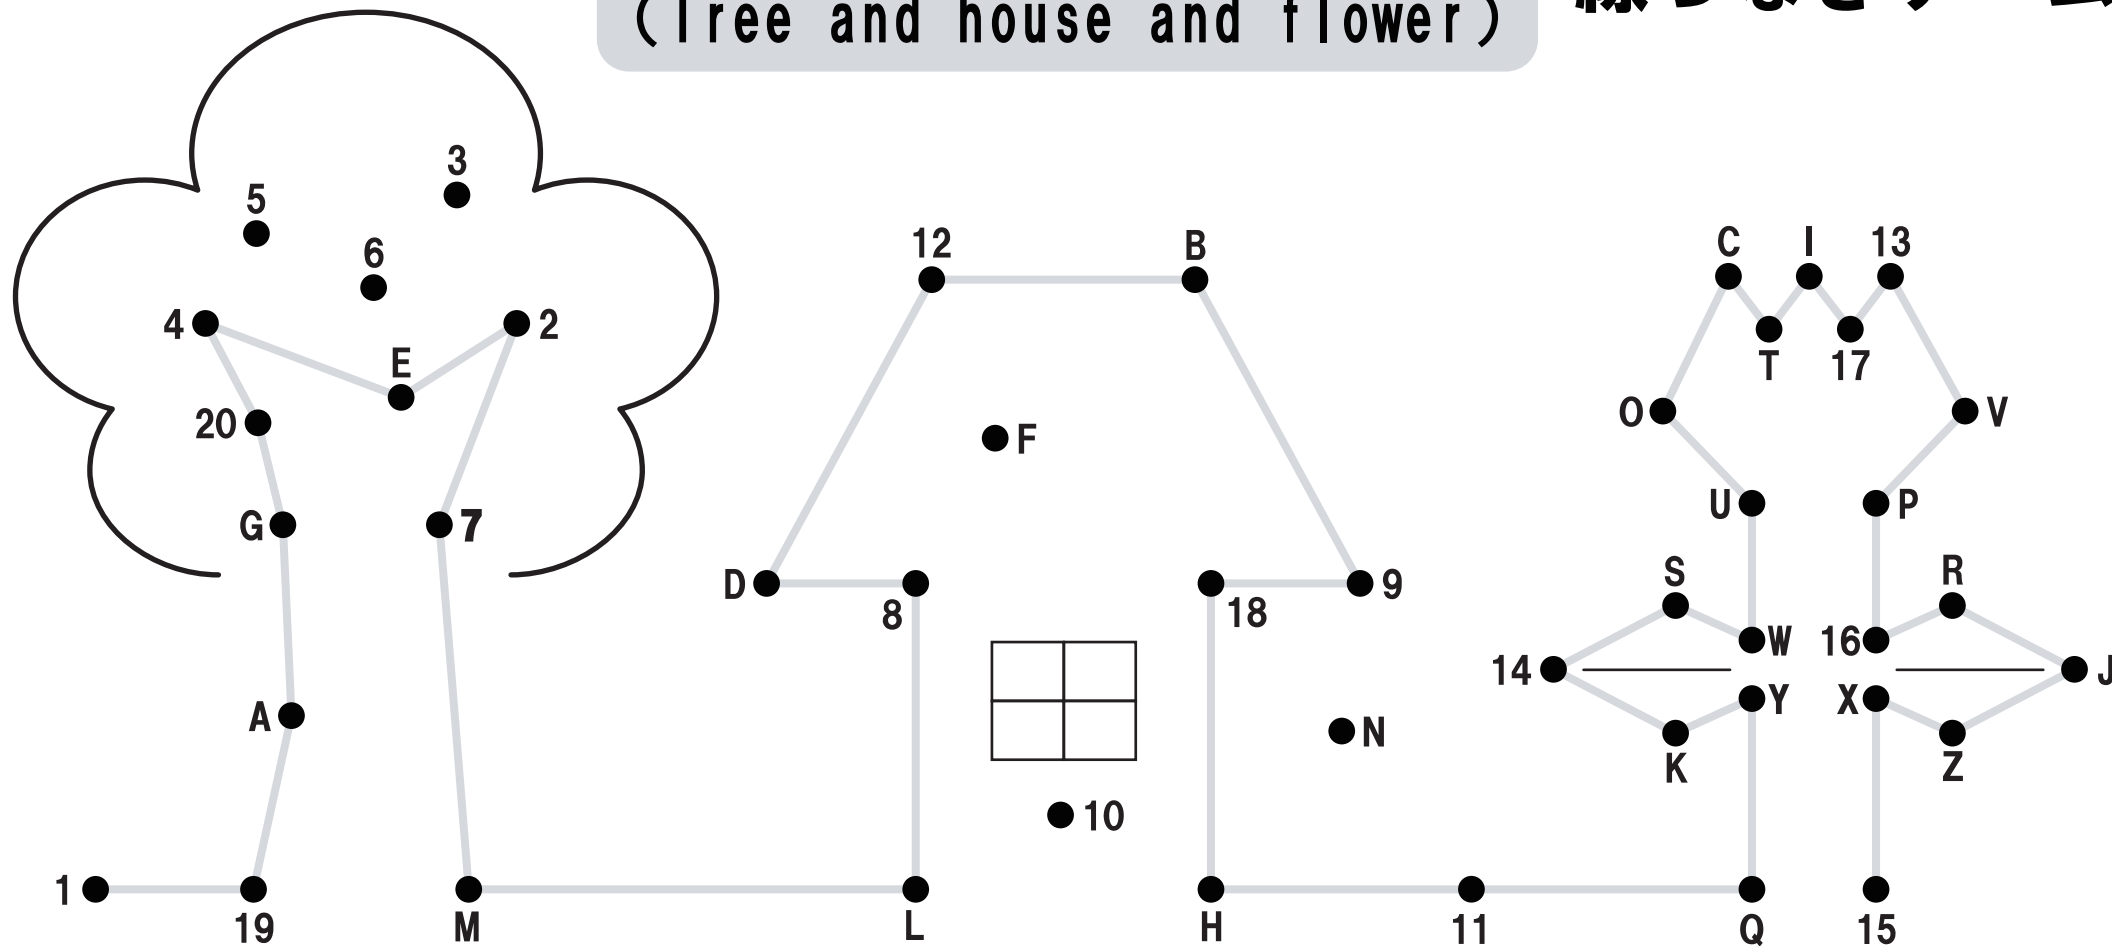 (Tree and house and flower)
3
5
6
12 B C I 13
4 2
E T 17
20 O V
F
G 7 U P
D 8 18 9 S R
14 W 16 J
A N Y X
K Z
10
1
19 M L H 11 Q 15